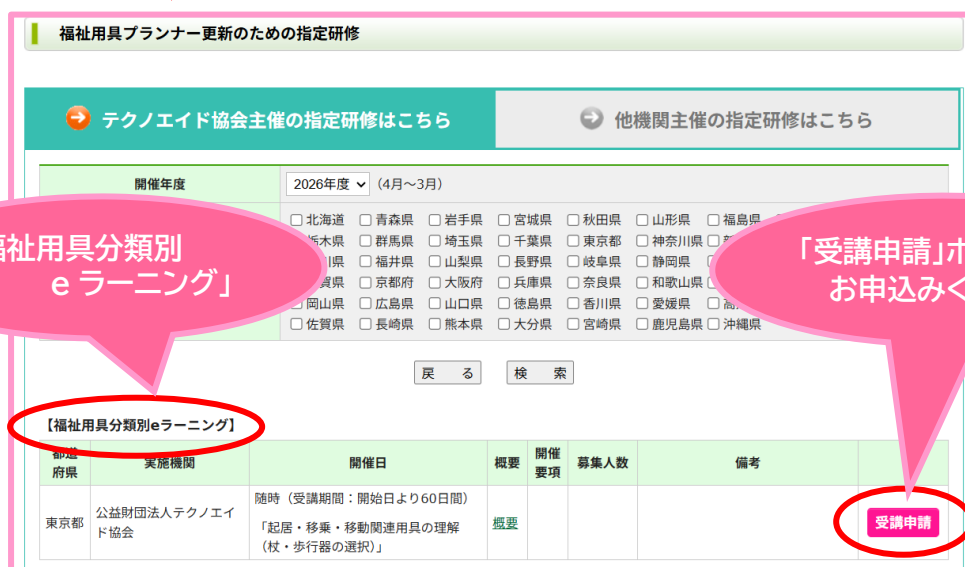 福祉用具プランナー更新のための指定研修
テクノエイド協会主催の指定研修はこちら
他機関主催の指定研修はこちら
開催年度
2026年度 (4月～3月)
北海道 青森県 岩手県 宮城県 秋田県 山形県 福島県
栃木県 群馬県 埼玉県 千葉県 東京都 神奈川県
福井県 山梨県 長野県 岐阜県 静岡県
京都府 大阪府 兵庫県 奈良県 和歌山県
岡山県 広島県 山口県 徳島県 香川県 愛媛県
佐賀県 長崎県 熊本県 大分県 宮崎県 鹿児島県 沖縄県
祉用具分類別
eラーニング」
「受講申請」ボ
お申込みく
戻 る 検 索
【福祉用具分類別eラーニング】
都道府県 実施機関 開催日 概要 開催要項 募集人数 備考
東京都
公益財団法人テクノエイド協会
随時（受講期間：開始日より60日間）
「起居・移乗・移動関連用具の理解
（杖・歩行器の選択）」
概要
受講申請